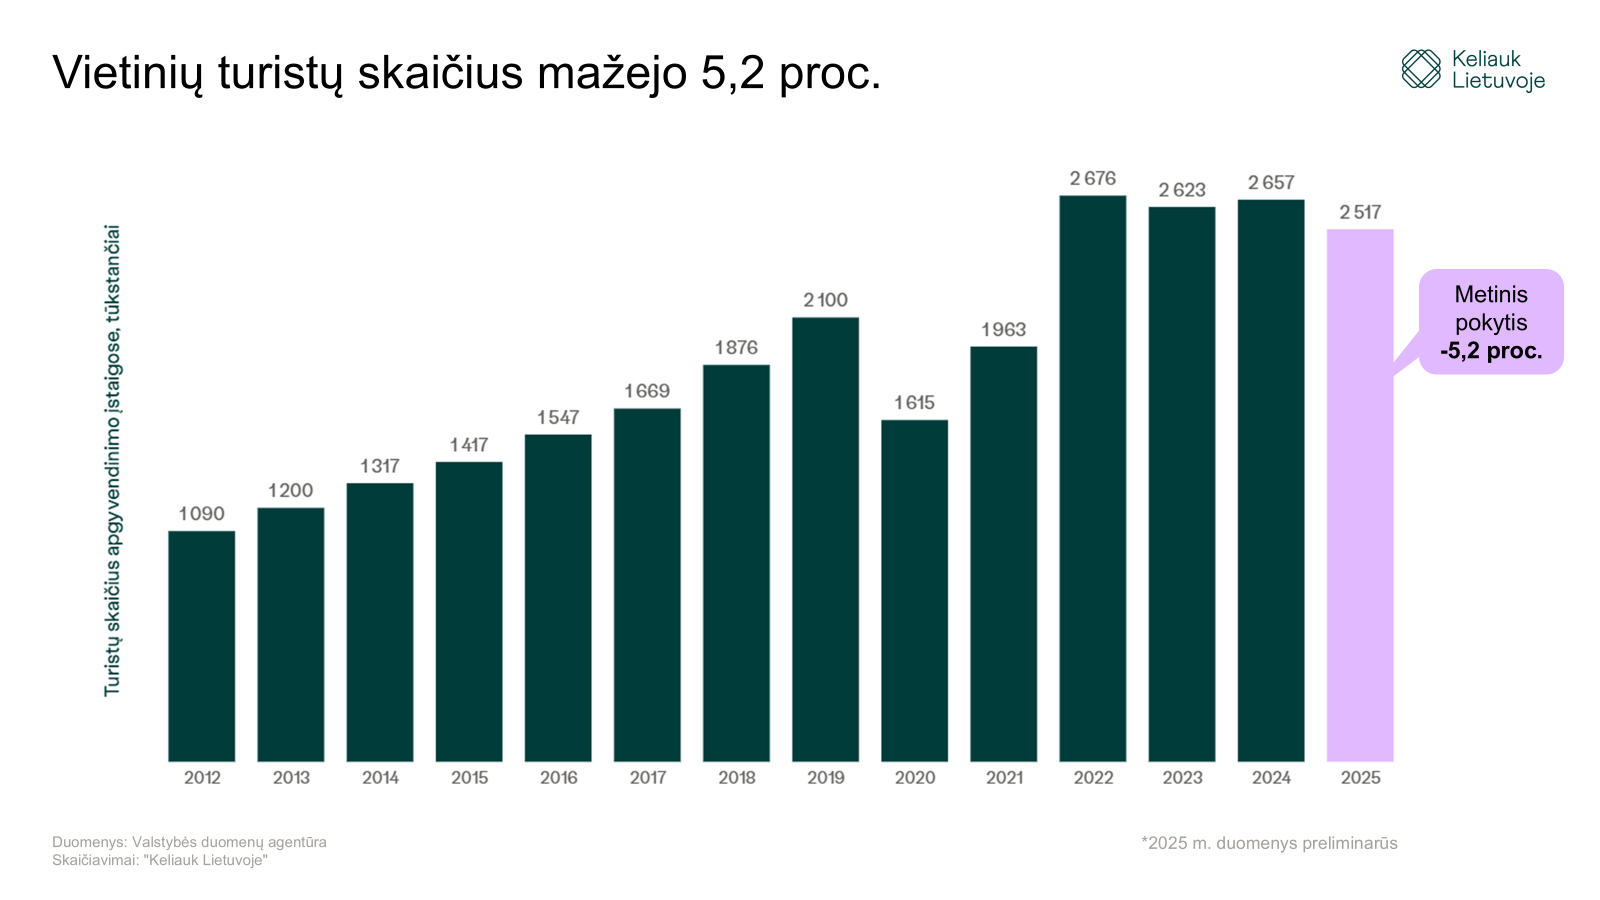 Vietinių turistų skaičius mažejo 5,2 proc.
Keliauk
Lietuvoje
Turistų skaičius apgyvendinimo įstaigose, tūkstančiai
1 090
1 200
1 317
1 417
1 547
1 669
1 876
2 100
1 615
1 963
2 676
2 623
2 657
2 517
Metinis
pokytis
-5,2 proc.
2012
2013
2014
2015
2016
2017
2018
2019
2020
2021
2022
2023
2024
2025
Duomenys: Valstybės duomenų agentūra
Skaičiavimai: "Keliauk Lietuvoje"
*2025 m. duomenys preliminarūs